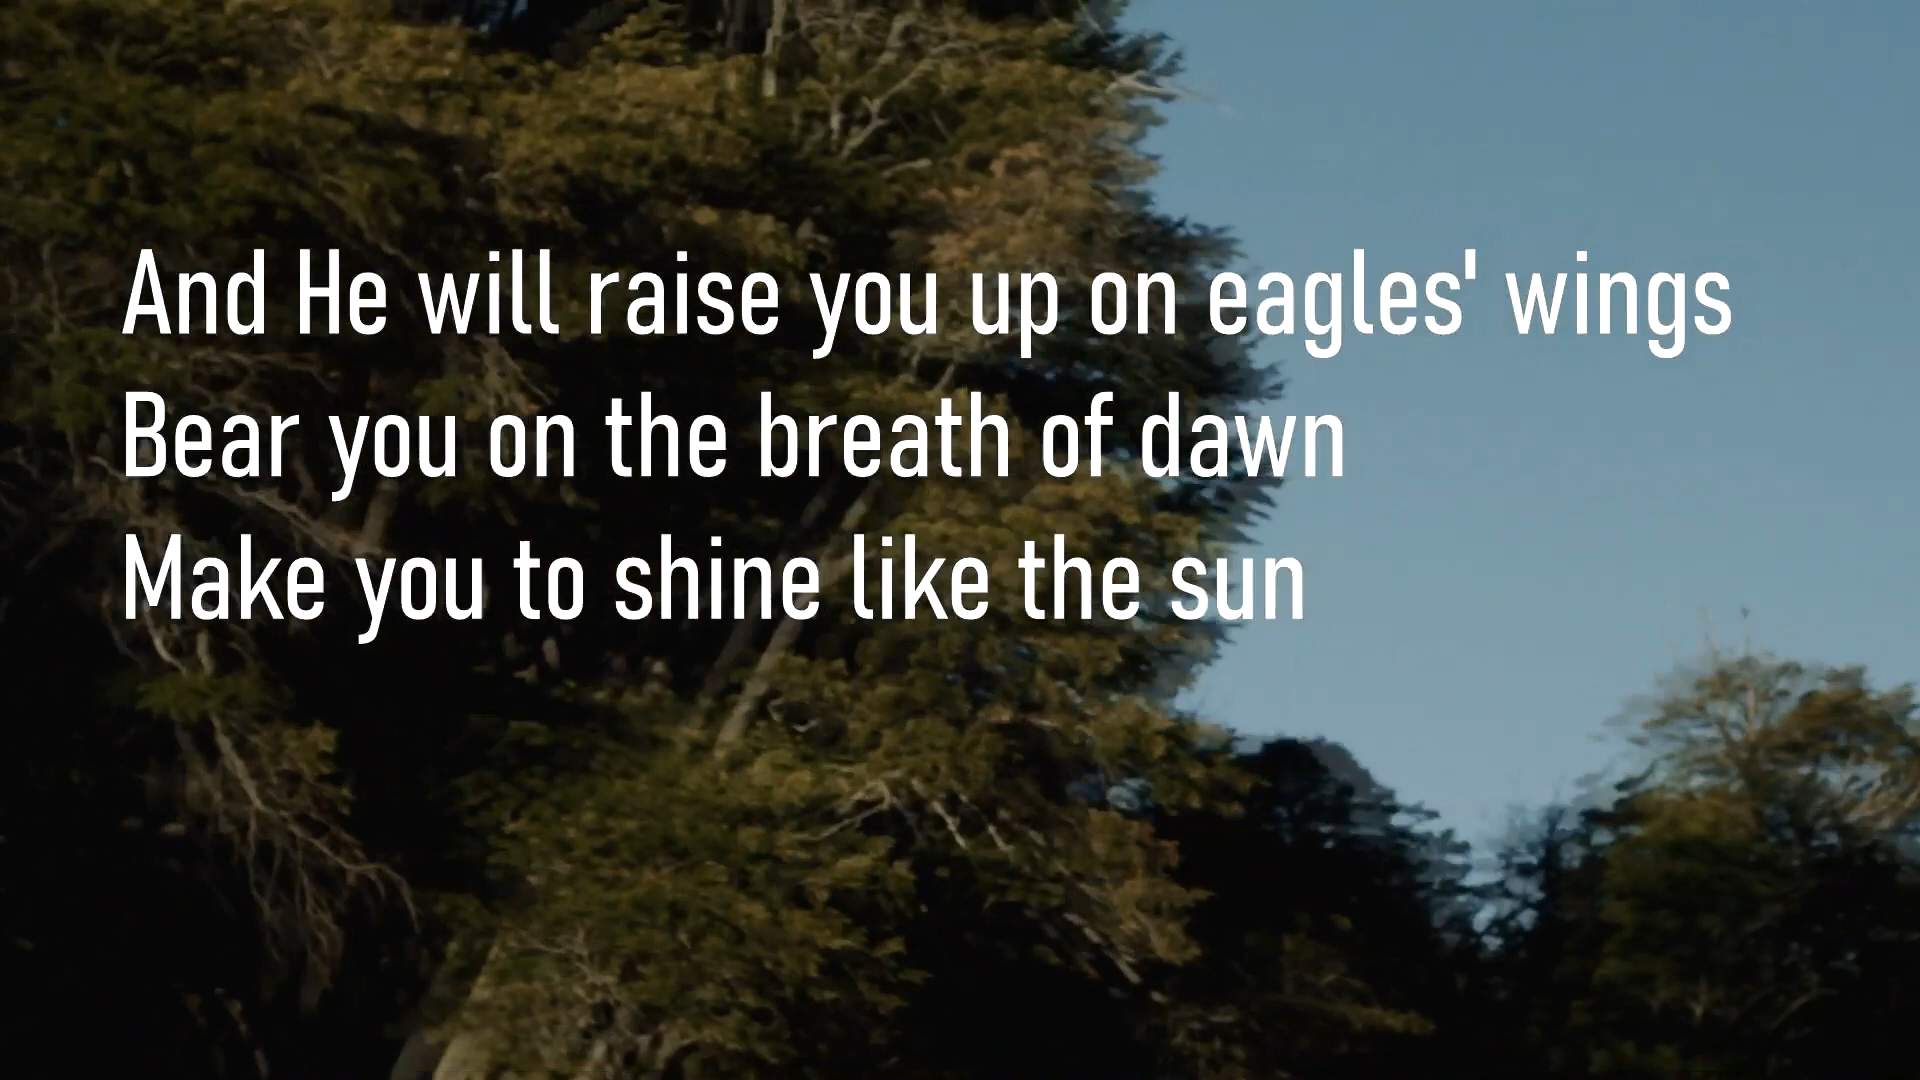 And He will raise you up on eagles' wings
Bear you on the breath of dawn
Make you to shine like the sun